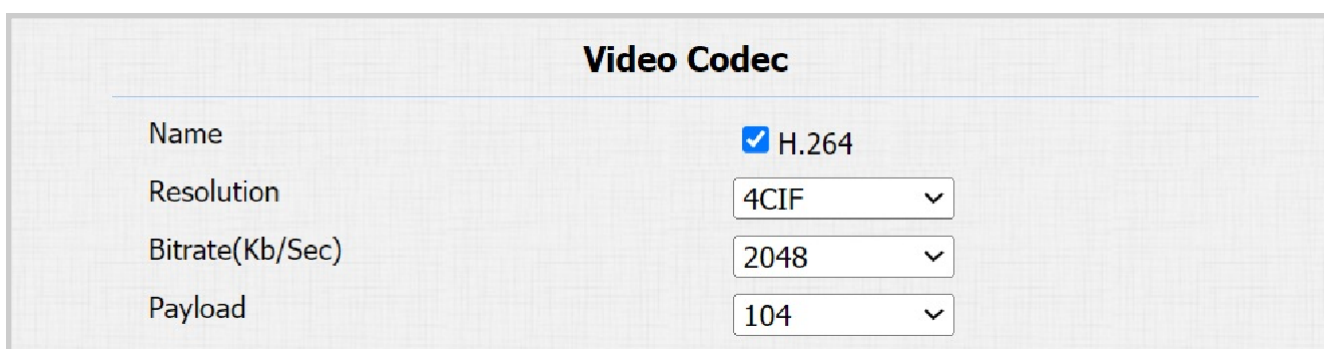 Video Codec
Name H.264
Resolution 4CIF
Bitrate(Kb/Sec) 2048
Payload 104